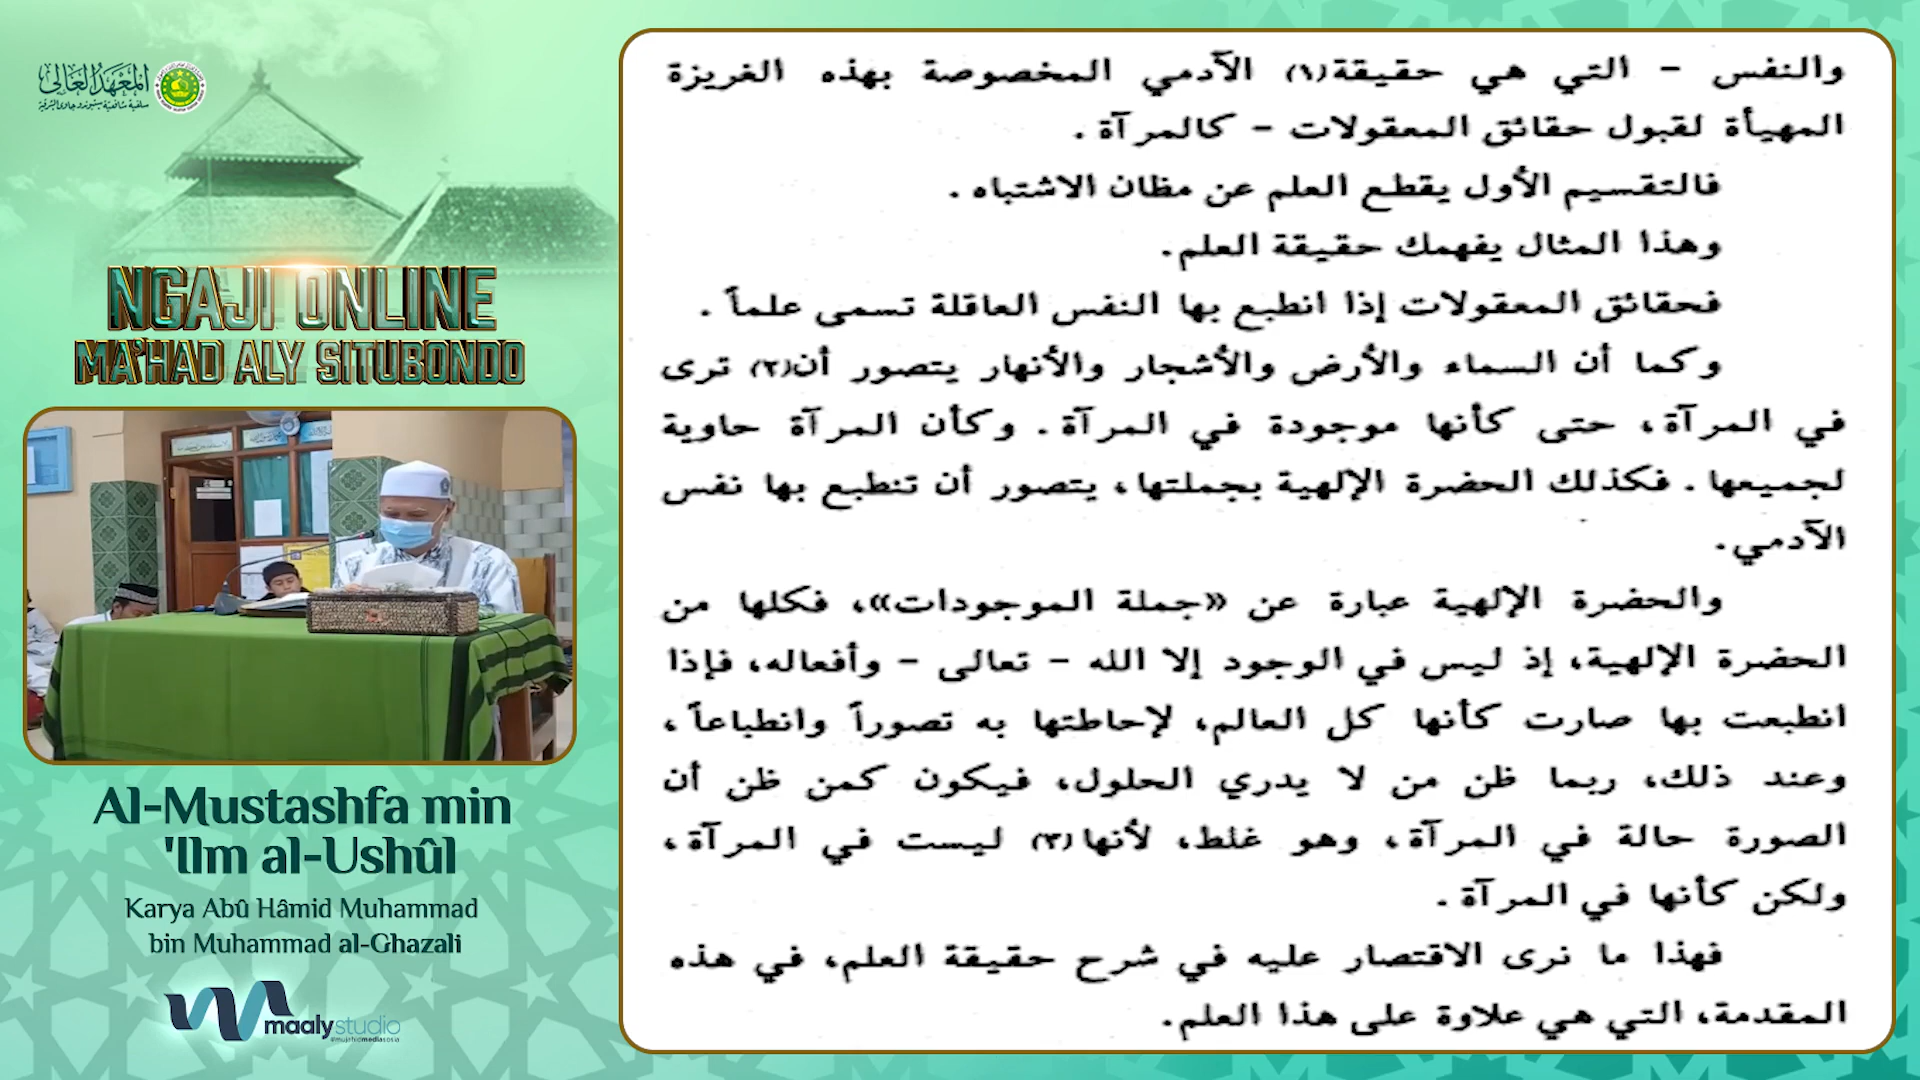 المعهد العالي
NGAJI ONLINE
MA'HAD ALY SITUBONDO
Al-Mustashfa min
'Ilm al-Ushûl
Karya Abû Hâmid Muhammad
bin Muhammad al-Ghazali
maalystudio
والنفس - التي هي حقيقة(١) الآدمي المخصوصة بهذه الغريزة
المهيأة لقبول حقائق المعقولات - كالمرآة .
فالتقسيم الأول يقطع العلم عن مظان الاشتباه .
وهذا المثال يفهمك حقيقة العلم.
فحقائق المعقولات إذا انطبع بها النفس العاقلة تسمى علماً .
وكما أن السماء والأرض والأشجار والأنهار يتصور أن(٢) ترى
في المرآة، حتى كأنها موجودة في المرآة . وكأن المرآة حاوية
لجميعها . فكذلك الحضرة الإلهية بجملتها، يتصور أن تنطبع بها نفس
الآدمي.
والحضرة الإلهية عبارة عن «جملة الموجودات»، فكلها من
الحضرة الإلهية، إذ ليس في الوجود إلا الله - تعالى - وأفعاله، فإذا
انطبعت بها صارت كأنها كل العالم، لإحاطتها به تصوراً وانطباعاً،
وعند ذلك، ربما ظن من لا يدري الحلول، فيكون كمن ظن أن
الصورة حالة في المرآة، وهو غلط، لأنها(٣) ليست في المرآة،
ولكن كأنها في المرآة .
فهذا ما نرى الاقتصار عليه في شرح حقيقة العلم، في هذه
المقدمة، التي هي علاوة على هذا العلم.